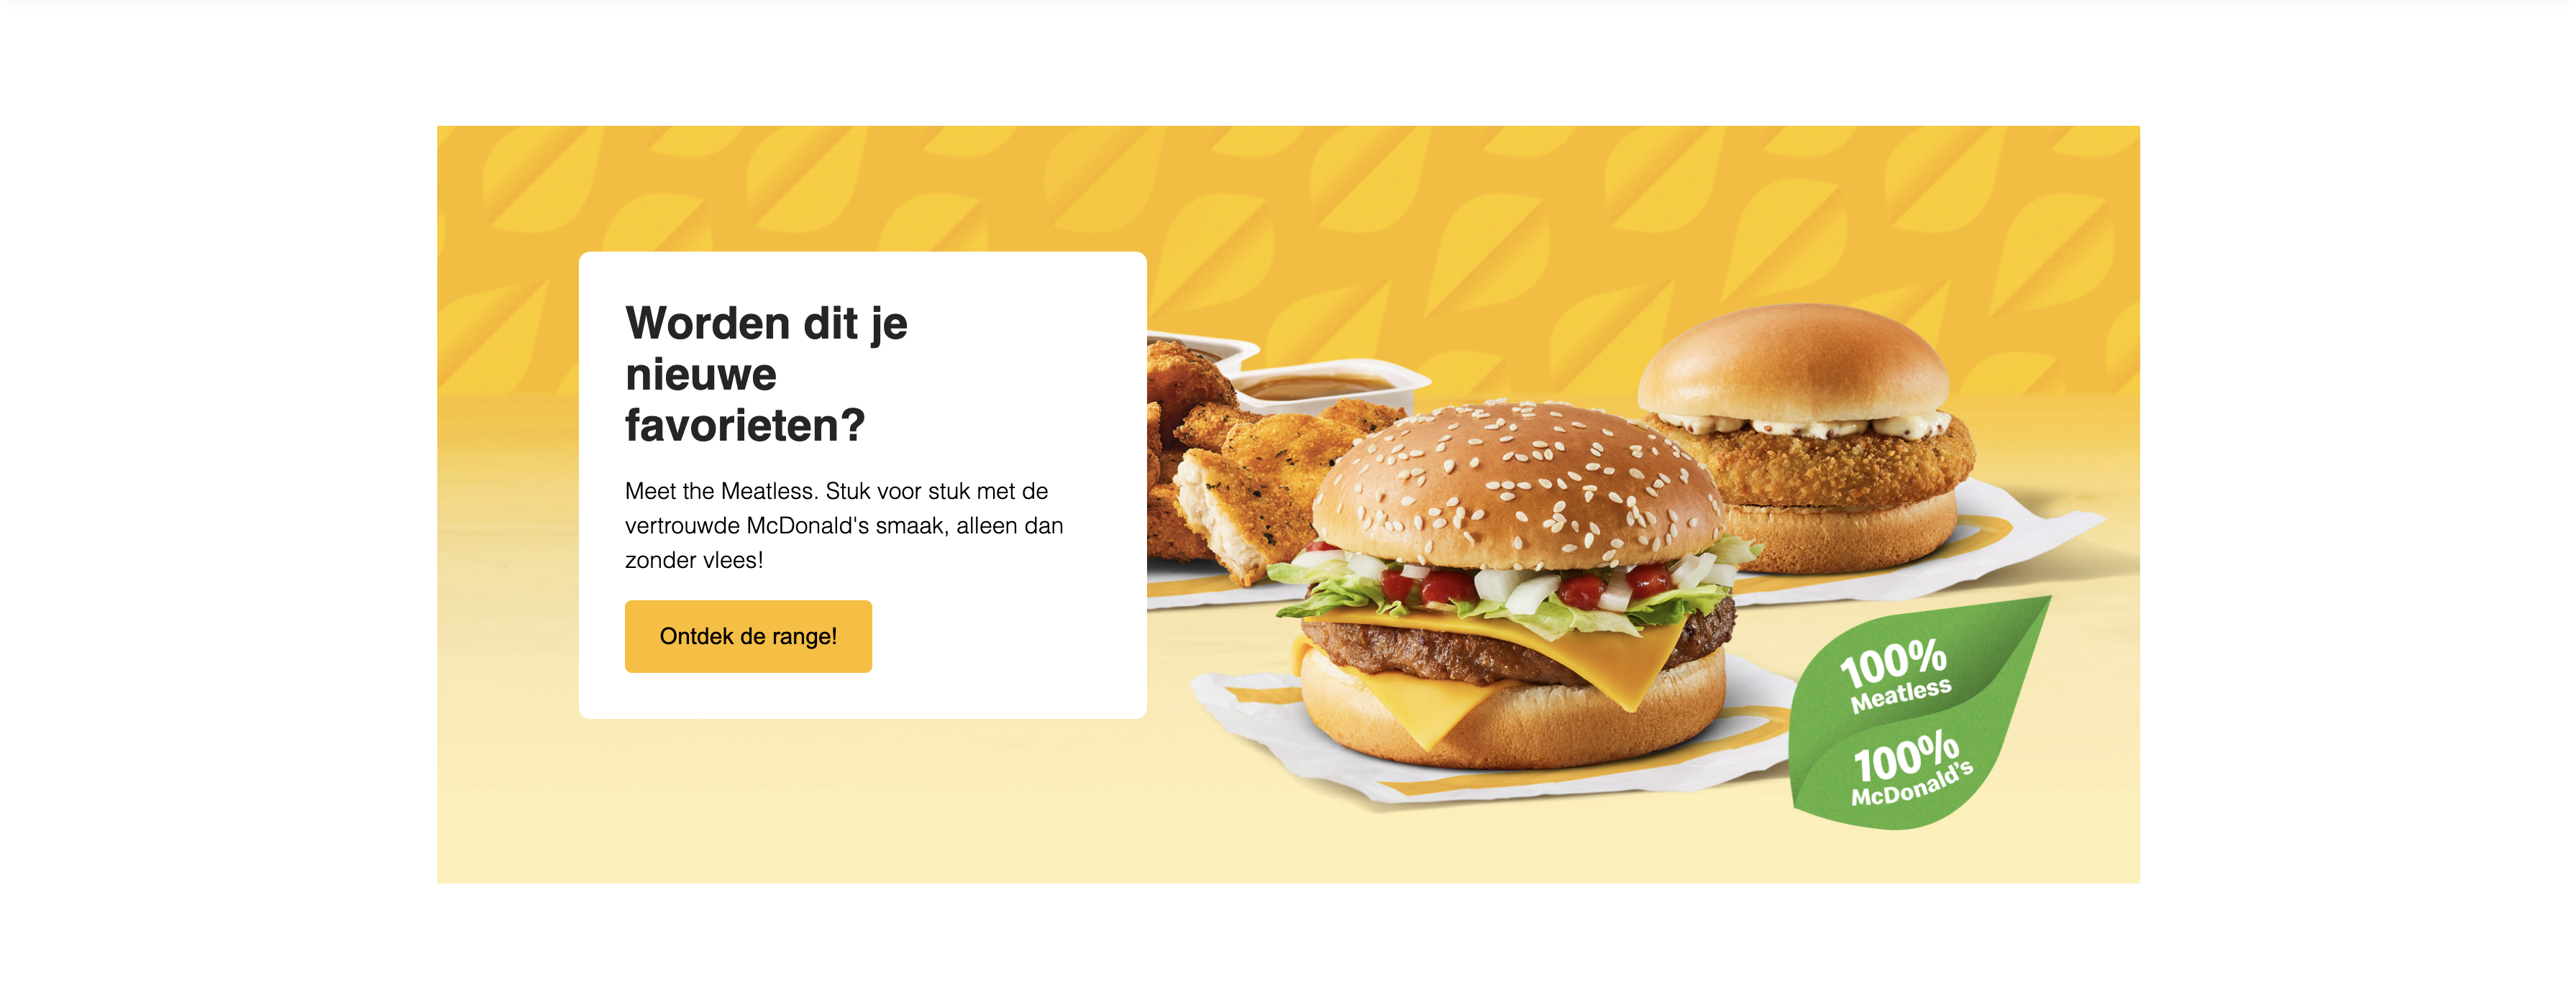 Worden dit je
nieuwe
favorieten?
Meet the Meatless. Stuk voor stuk met de
vertrouwde McDonald's smaak, alleen dan
zonder vlees!
Ontdek de range!
100%
Meatless
100%
McDonald's